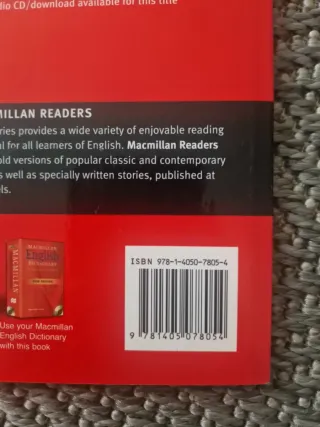 dio CD/download available for this title
MILLAN READERS
ries provides a wide variety of enjoyable reading
al for all learners of English. Macmillan Readers
old versions of popular classic and contemporary
s well as specially written stories, published at
els.
ISBN 978-1-4050-7805-4
9 781405 078054
MACMILLAN
MACMILLAN
ENGLISH
DICTIONARY
Use your Macmillan
English Dictionary
with this book